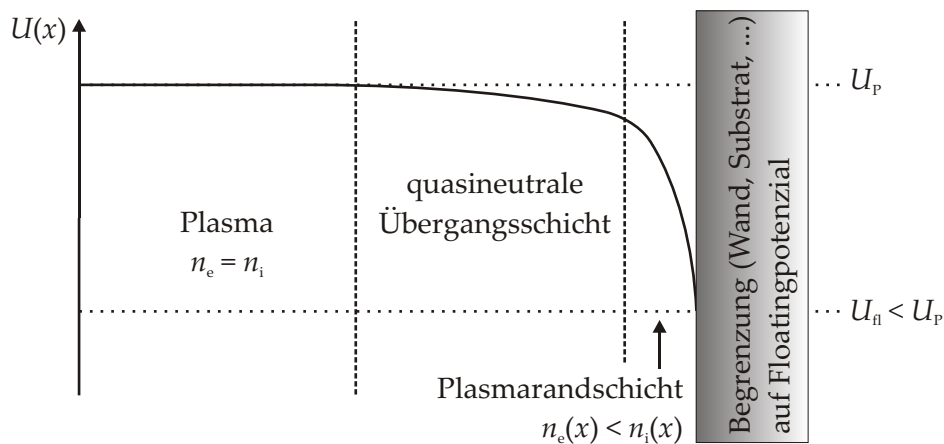 U(x)
U_P
Plasma
n_e = n_i
quasineutrale
Übergangsschicht
Begrenzung (Wand, Substrat, ...)
auf Floatingpotenzial
U_fl < U_P
Plasmarandschicht
n_e(x) < n_i(x)